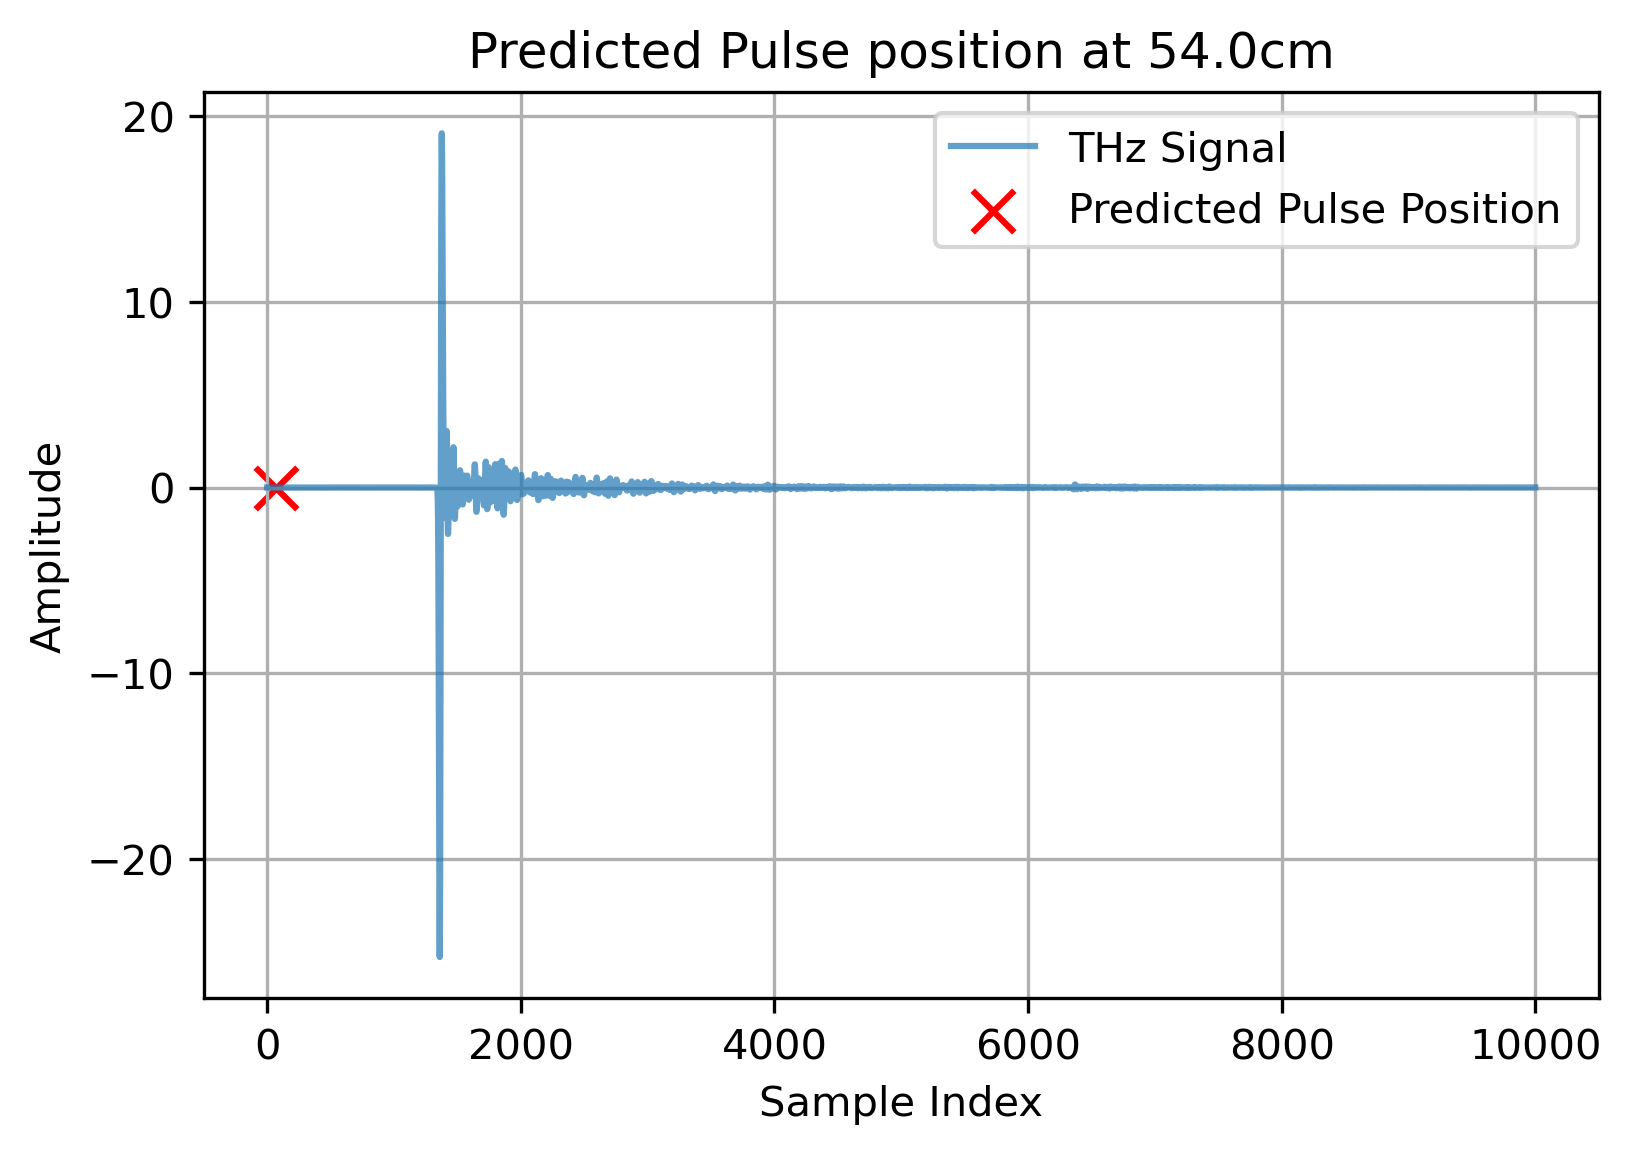 Predicted Pulse position at 54.0cm
THz Signal
Predicted Pulse Position
20
10
0
−10
−20
Amplitude
0 2000 4000 6000 8000 10000
Sample Index